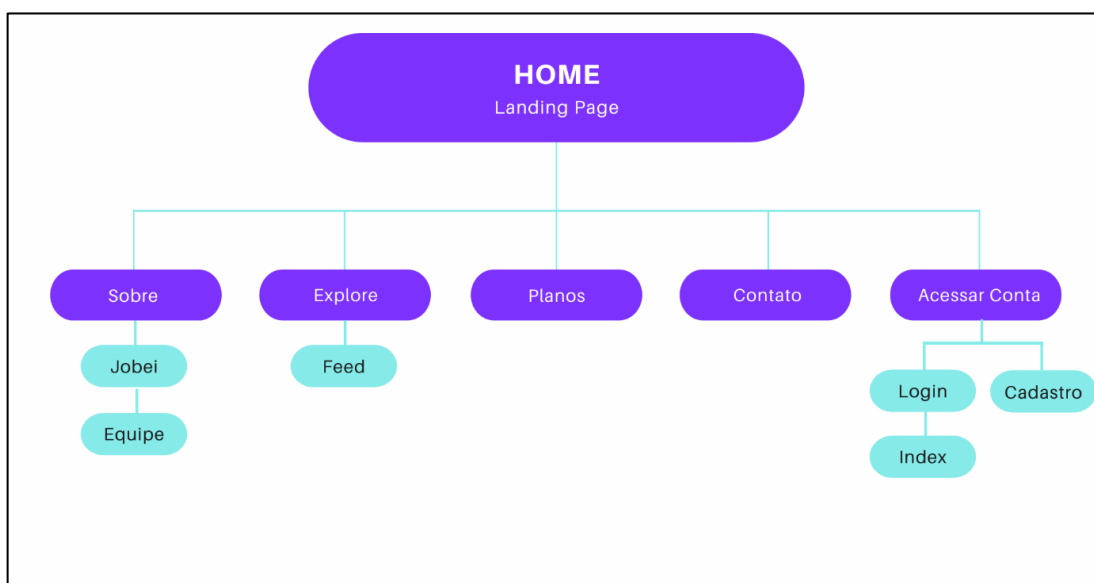 HOME
Landing Page
Sobre
Explore
Planos
Contato
Acessar Conta
Jobei
Feed
Login
Cadastro
Equipe
Index